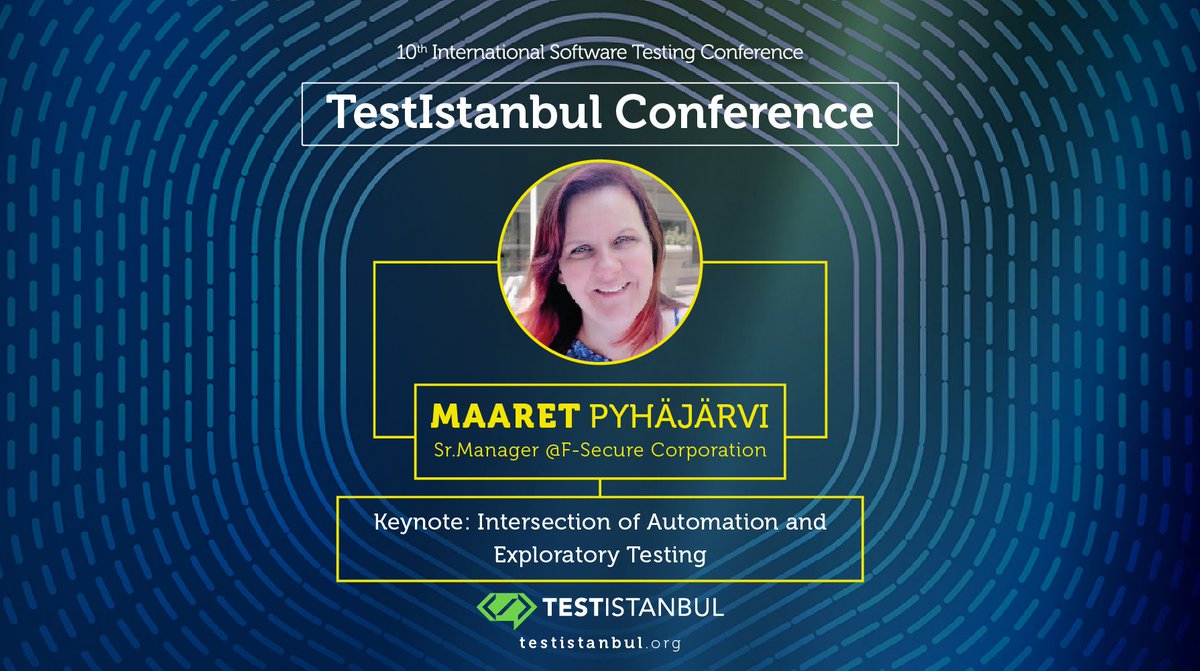 10th International Software Testing Conference
TestIstanbul Conference
MAARET PYHÄJÄRVI
Sr.Manager @F-Secure Corporation
Keynote: Intersection of Automation and
Exploratory Testing
TESTISTANBUL
testistanbul.org